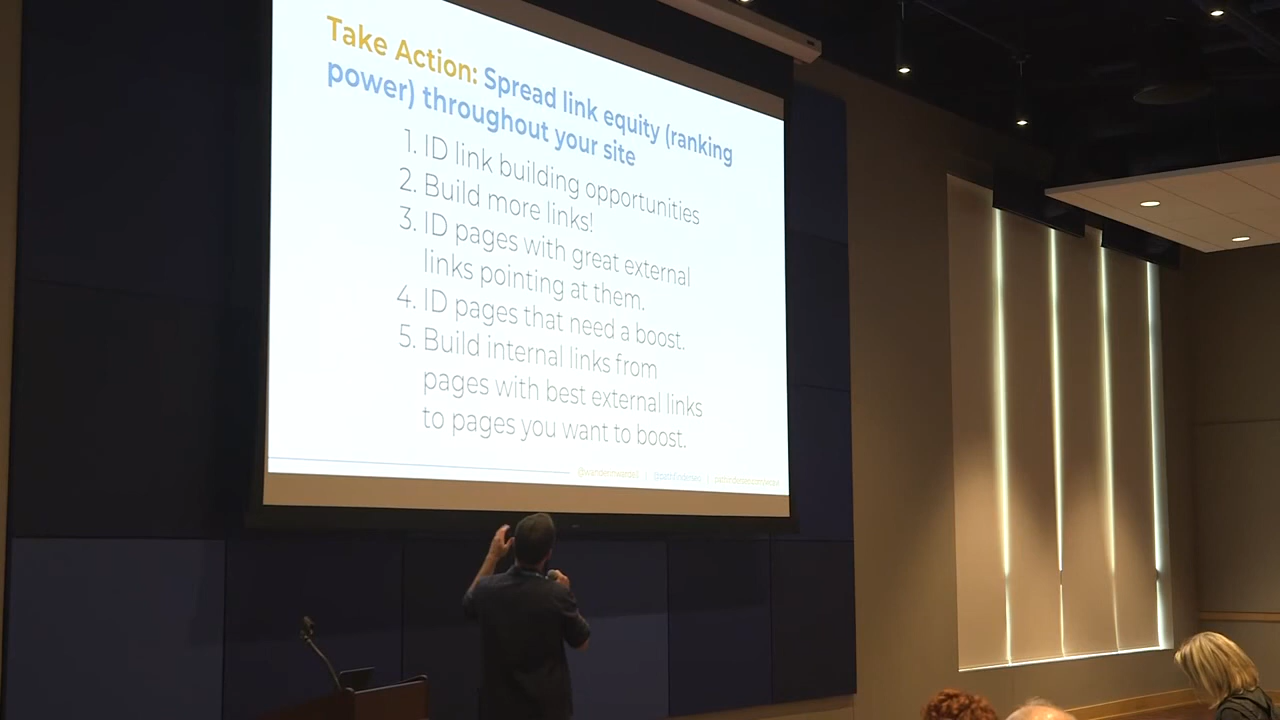 Take Action: Spread link equity (ranking
power) throughout your site
1. ID link building opportunities
2. Build more links!
3. ID pages with great external
links pointing at them.
4. ID pages that need a boost.
5. Build internal links from
pages with best external links
to pages you want to boost.